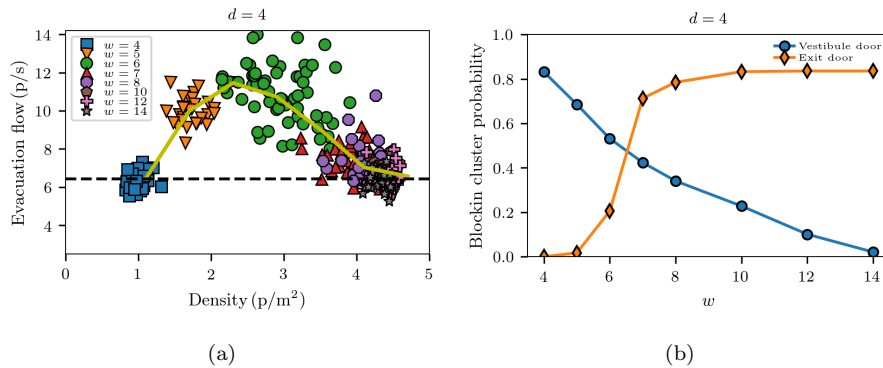 d = 4
Evacuation flow (p/s)
14
12
10
8
6
4
w = 4
w = 5
w = 6
w = 7
w = 8
w = 10
w = 12
w = 14
0 1 2 3 4 5
Density (p/m²)
(a)
d = 4
Blockin cluster probability
1.0
0.8
0.6
0.4
0.2
0.0
Vestibule door
Exit door
4 6 8 10 12 14
w
(b)